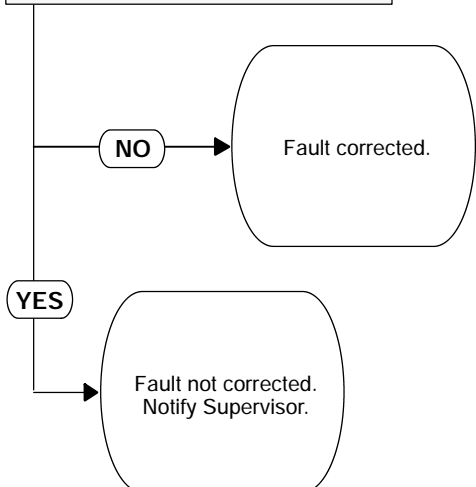 NO
Fault corrected.
YES
Fault not corrected.
Notify Supervisor.